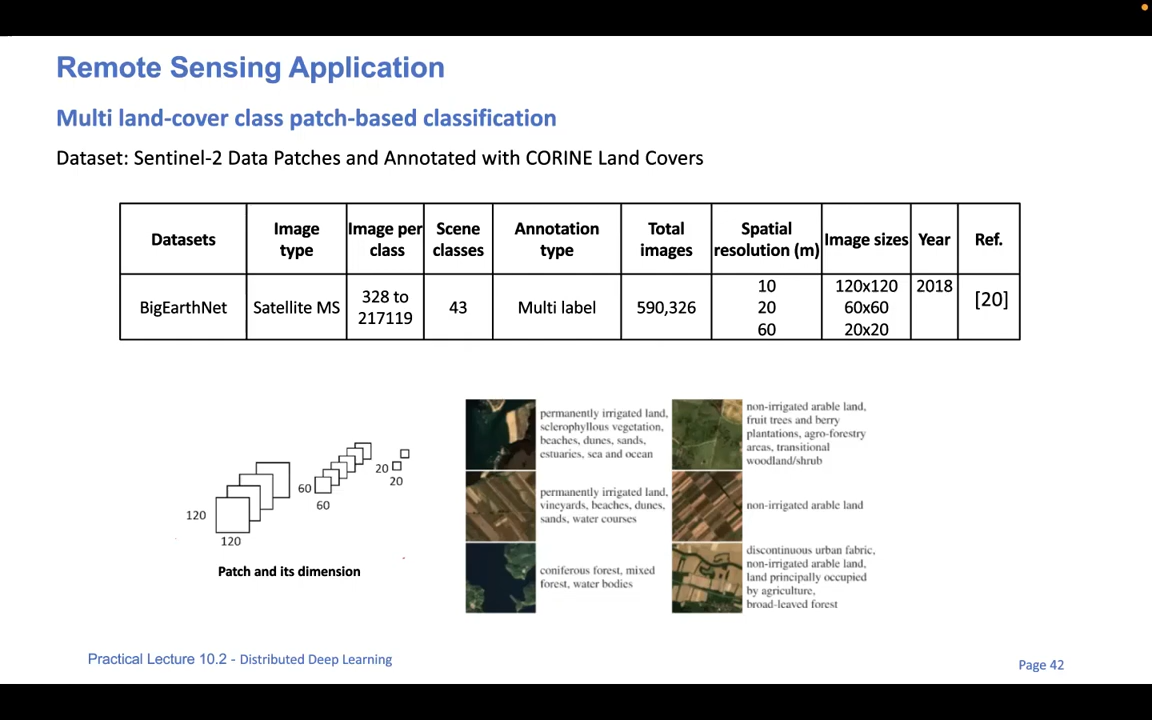 Remote Sensing Application
Multi land-cover class patch-based classification
Dataset: Sentinel-2 Data Patches and Annotated with CORINE Land Covers
Datasets
Image
type
Image per
class
Scene
classes
Annotation
type
Total
images
Spatial
resolution (m)
Image sizes
Year
Ref.
BigEarthNet
Satellite MS
328 to
217119
43
Multi label
590,326
10
20
60
120x120
60x60
20x20
2018
[20]
120
120
60
60
20
20
Patch and its dimension
permanently irrigated land,
sclerophyllous vegetation,
beaches, dunes, sands,
estuaries, sea and ocean
non-irrigated arable land,
fruit trees and berry
plantations, agro-forestry
areas, transitional
woodland/shrub
permanently irrigated land,
vineyards, beaches, dunes,
sands, water courses
non-irrigated arable land
coniferous forest, mixed
forest, water bodies
discontinuous urban fabric,
non-irrigated arable land,
land principally occupied
by agriculture,
broad-leaved forest
Practical Lecture 10.2 - Distributed Deep Learning
Page 42